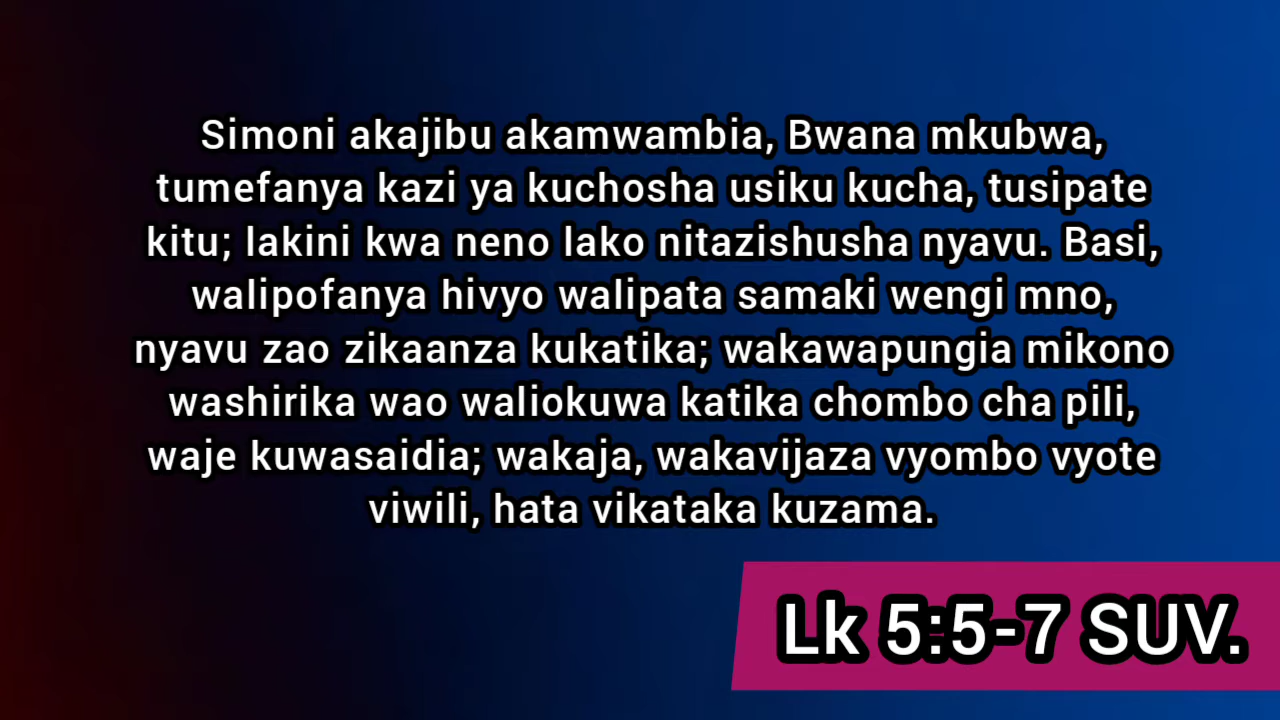 Simoni akajibu akamwambia, Bwana mkubwa,
tumefanya kazi ya kuchosha usiku kucha, tusipate
kitu; lakini kwa neno lako nitazishusha nyavu. Basi,
walipofanya hivyo walipata samaki wengi mno,
nyavu zao zikaanza kukatika; wakawapungia mikono
washirika wao waliokuwa katika chombo cha pili,
waje kuwasaidia; wakaja, wakavijaza vyombo vyote
viwili, hata vikataka kuzama.
Lk 5:5-7 SUV.